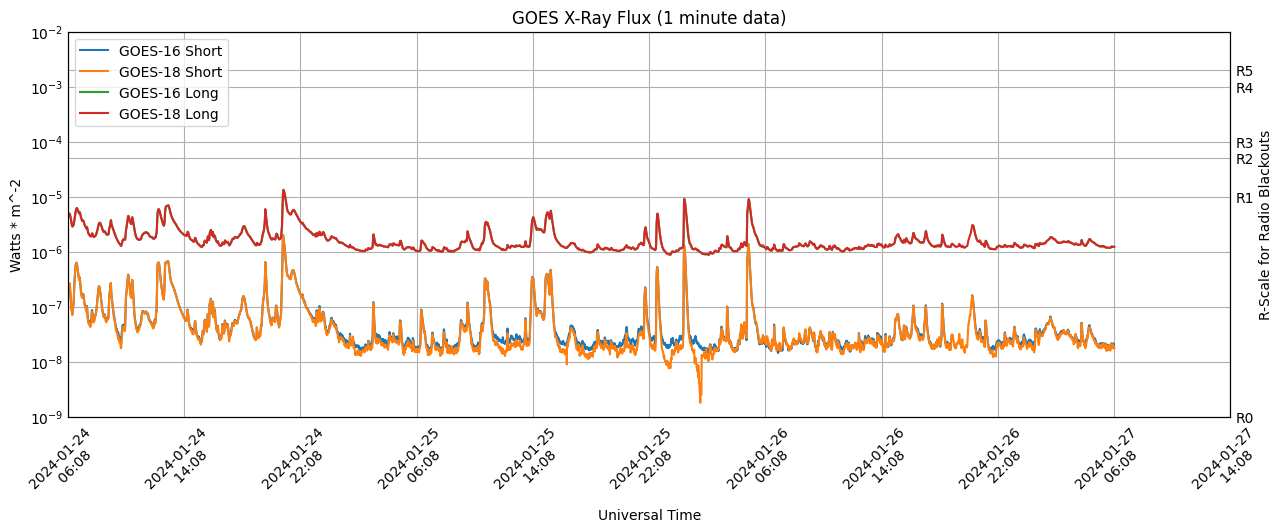 GOES X-Ray Flux (1 minute data)
GOES-16 Short
GOES-18 Short
GOES-16 Long
GOES-18 Long
10^-2
10^-3
10^-4
10^-5
10^-6
10^-7
10^-8
10^-9
Watts * m^-2
R5
R4
R3
R2
R1
R0
R-Scale for Radio Blackouts
2024-01-24
06:08
2024-01-24
14:08
2024-01-24
22:08
2024-01-25
06:08
2024-01-25
14:08
2024-01-25
22:08
2024-01-26
06:08
2024-01-26
14:08
2024-01-26
22:08
2024-01-27
06:08
2024-01-27
14:08
Universal Time